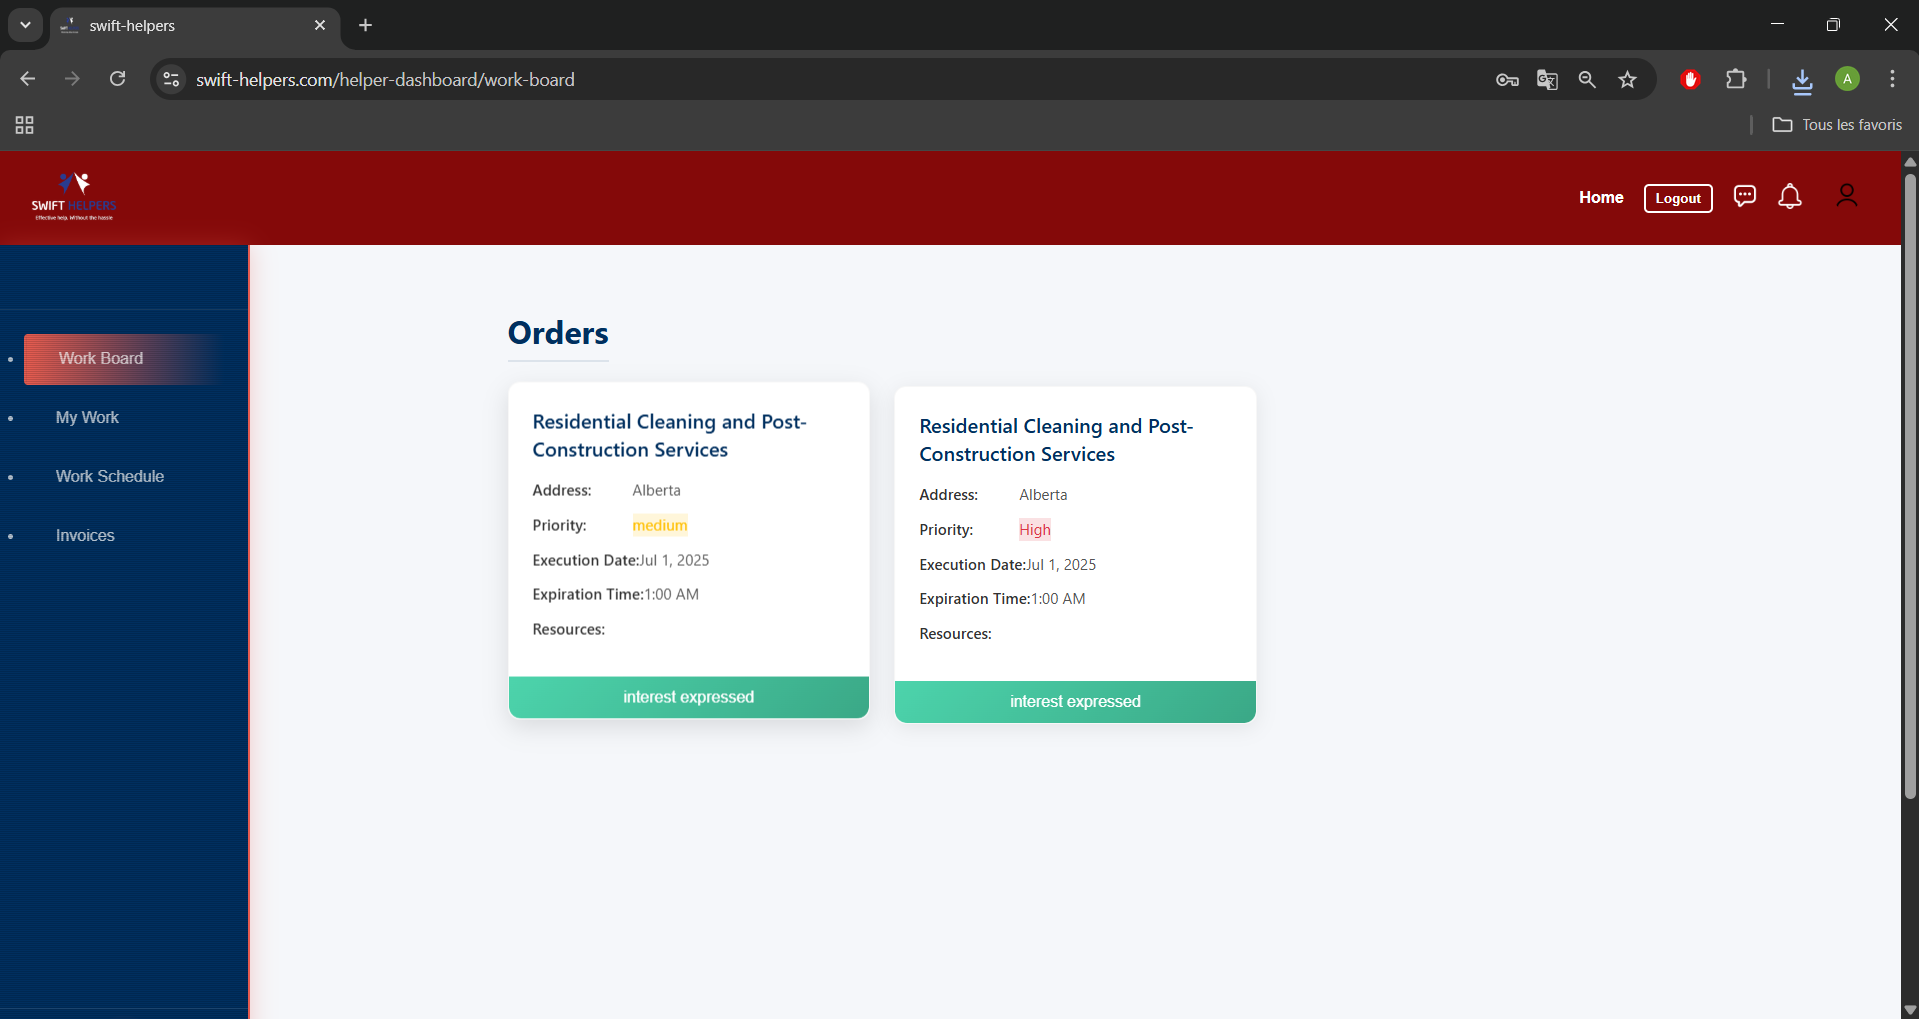 swift-helpers
swift-helpers.com/helper-dashboard/work-board
A
Tous les favoris
SWIFT HELPERS
Effective help. Without the hassle
Home
Logout
Work Board
My Work
Work Schedule
Invoices
Orders
Residential Cleaning and Post-
Construction Services
Address: Alberta
Priority: medium
Execution Date:Jul 1, 2025
Expiration Time:1:00 AM
Resources:
interest expressed
Residential Cleaning and Post-
Construction Services
Address: Alberta
Priority: High
Execution Date:Jul 1, 2025
Expiration Time:1:00 AM
Resources:
interest expressed